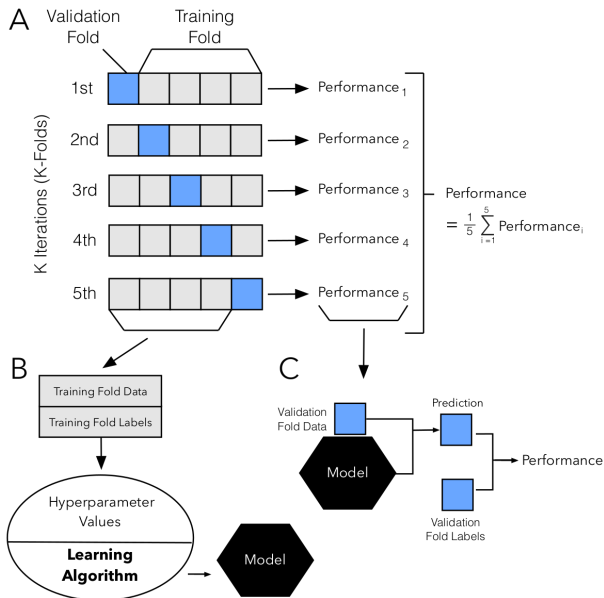 A
Validation
Fold
Training
Fold
K Iterations (K-Folds)
1st
Performance 1
2nd
Performance 2
3rd
Performance 3
4th
Performance 4
5th
Performance 5
Performance
= 1/5 5∑i=1 Performance i
B
Training Fold Data
Training Fold Labels
Hyperparameter
Values
Learning
Algorithm
Model
C
Validation
Fold Data
Model
Prediction
Validation
Fold Labels
Performance